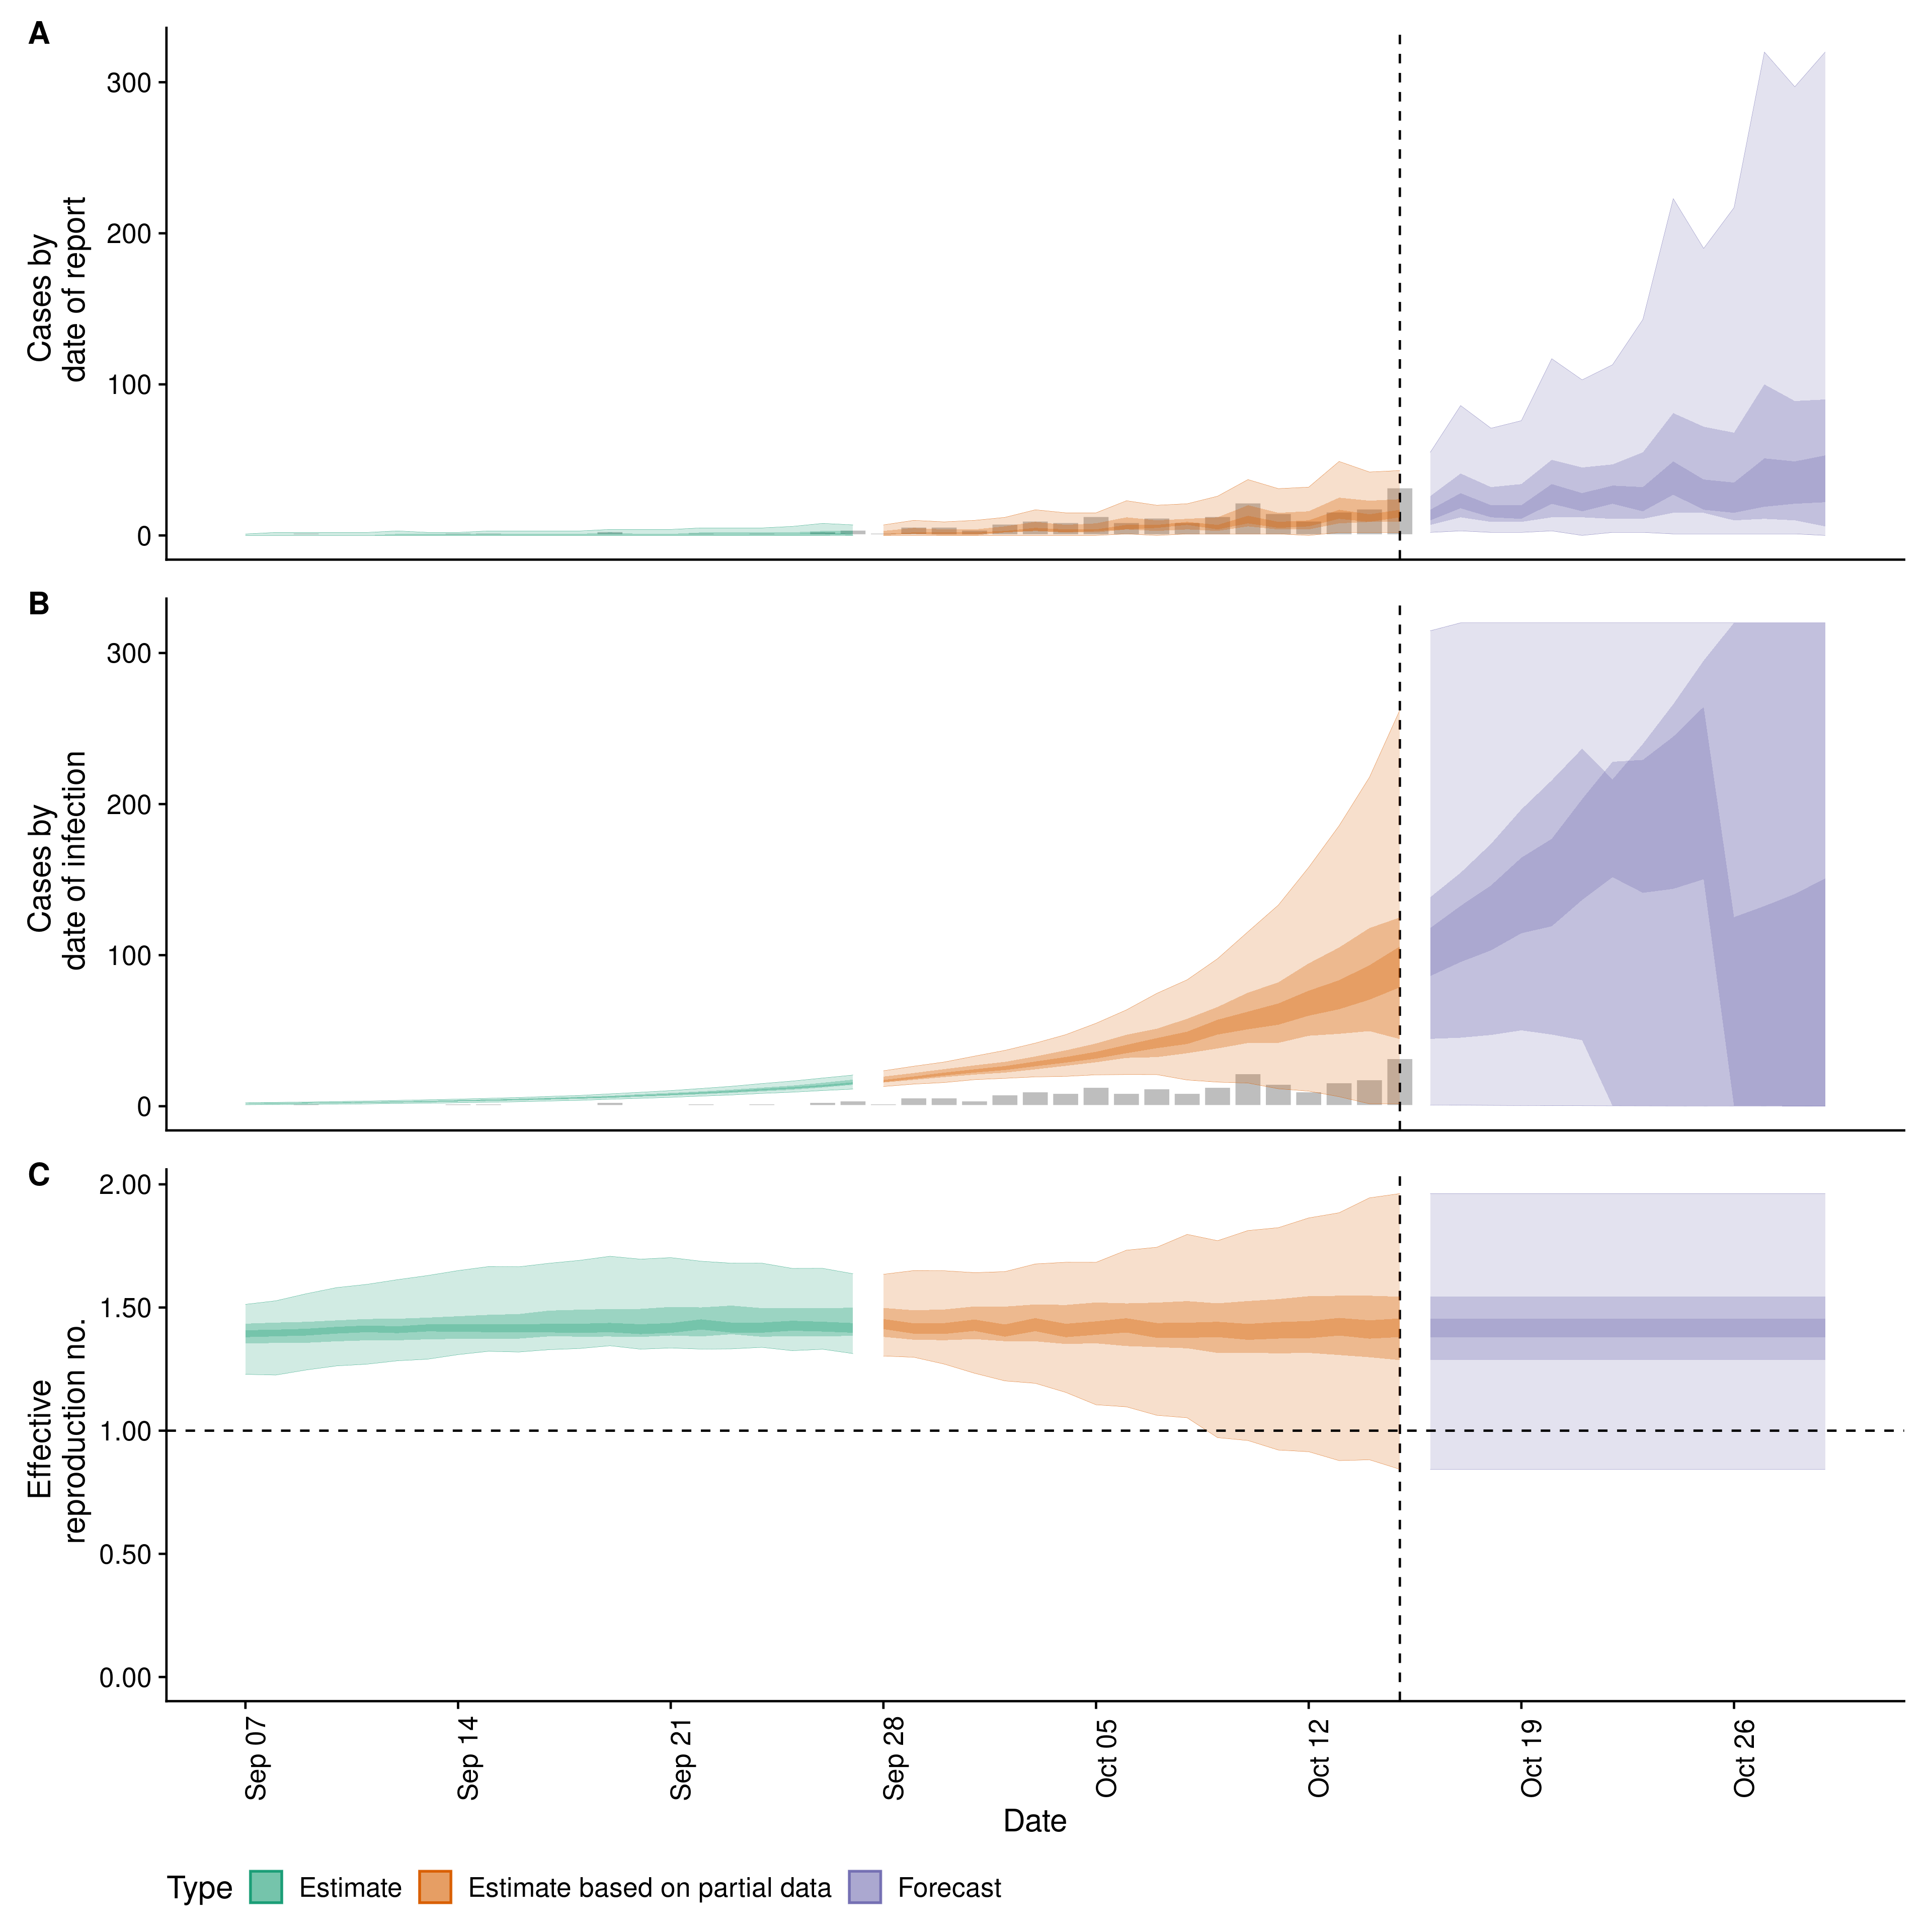 A
300
200
100
0
Cases by
date of report
B
300
200
100
0
Cases by
date of infection
C
2.00
1.50
1.00
0.50
0.00
Effective
reproduction no.
Sep 07
Sep 14
Sep 21
Sep 28
Oct 05
Oct 12
Oct 19
Oct 26
Date
Type Estimate Estimate based on partial data Forecast